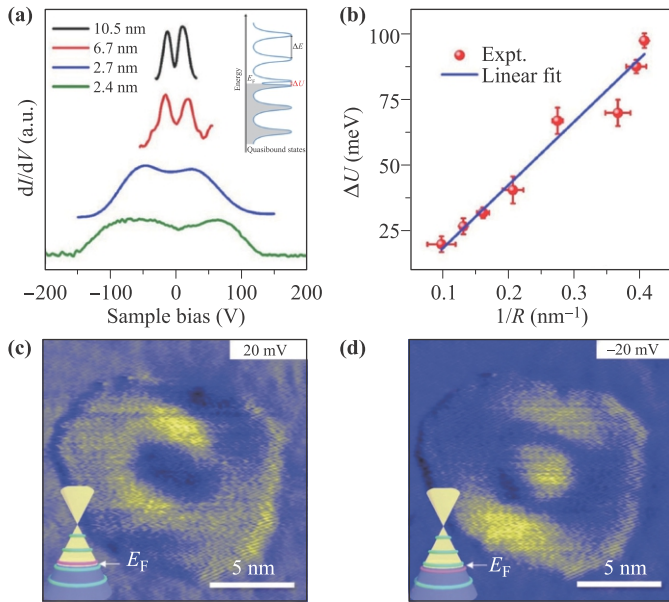 (a)
10.5 nm
6.7 nm
2.7 nm
2.4 nm
Energy
ΔE
E_F
ΔU
Quasibound states
dI/dV (a.u.)
−200 −100 0 100 200
Sample bias (V)
(b)
Expt.
Linear fit
ΔU (meV)
100
75
50
25
0.1 0.2 0.3 0.4
1/R (nm⁻¹)
(c)
20 mV
E_F
5 nm
(d)
−20 mV
E_F
5 nm